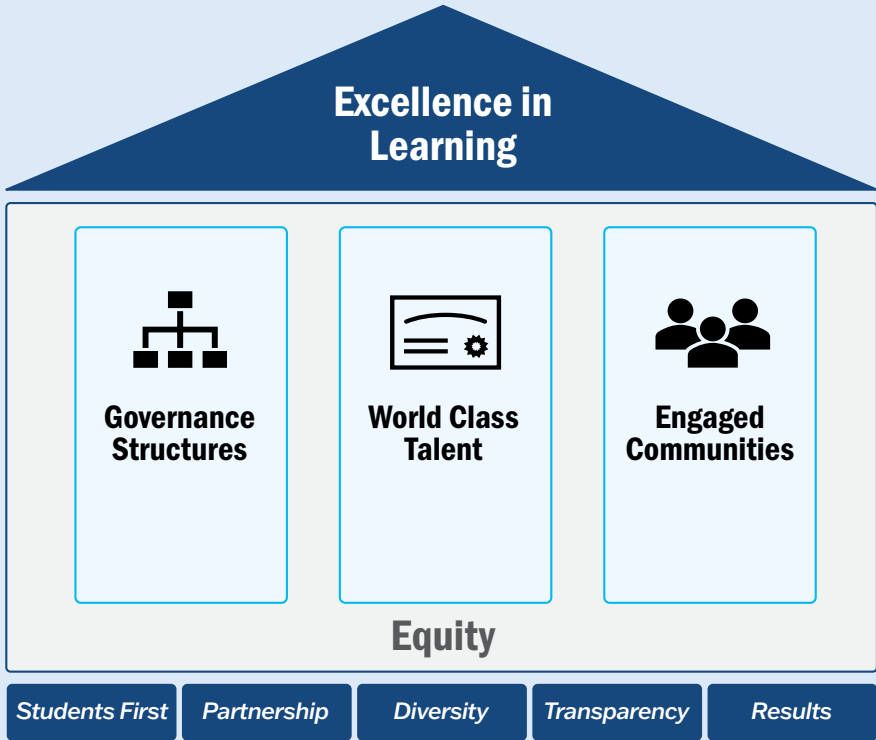 Excellence in
Learning
Governance
Structures
World Class
Talent
Engaged
Communities
Equity
Students First
Partnership
Diversity
Transparency
Results